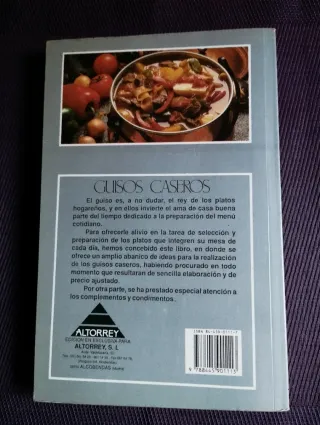 GUISOS CASEROS
El guiso es, a no dudar, el rey de los platos
hogareños, y en ellos invierte el ama de casa buena
parte del tiempo dedicado a la preparación del menú
cotidiano.
Para ofrecerle alivio en la tarea de selección y
preparación de los platos que integren su mesa de
cada día, hemos concebido este libro, en donde se
ofrece un amplio abanico de ideas para la realización
de los guisos caseros, habiendo procurado en todo
momento que resultaran de sencilla elaboración y de
precio ajustado.
Por otra parte, se ha prestado especial atención a
los complementos y condimentos.
ALTORREY
EDICIÓN EN EXCLUSIVA PARA
ALTORREY, S.L.
ALCOBENDAS
ISBN